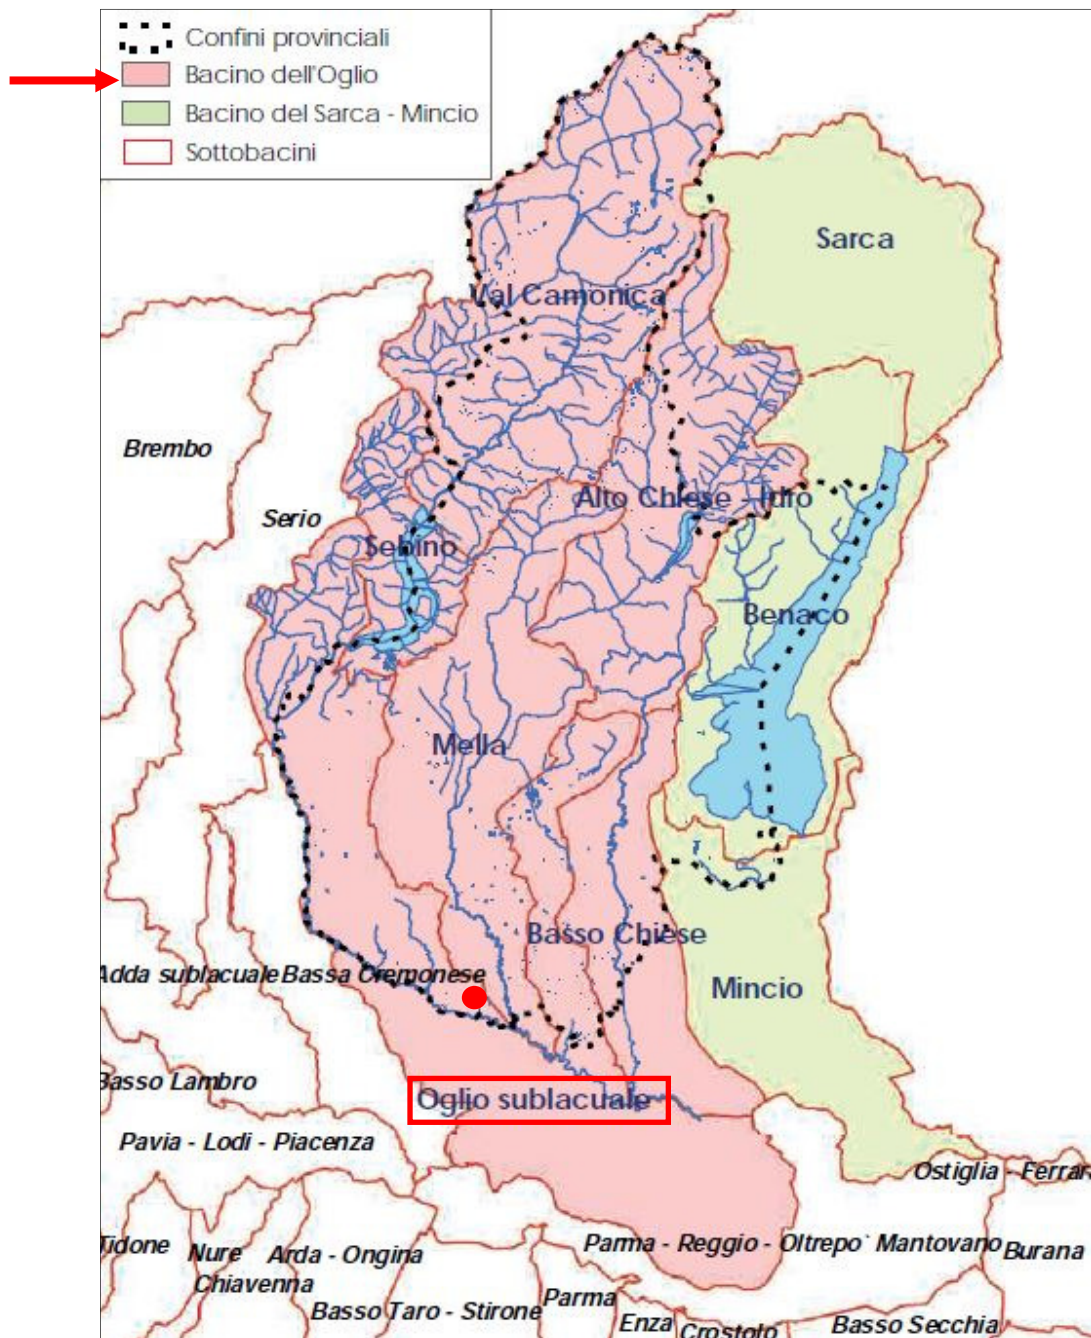 Confini provinciali
Bacino dell'Oglio
Bacino del Sarca - Mincio
Sottobacini
Sarca
Val Camonica
Brembo
Alto Chiese - Idro
Serio
Sebino
Benaco
Mella
Basso Chiese
Adda sublacuale Bassa Cremonese
Mincio
Basso Lambro
Oglio sublacuale
Pavia - Lodi - Piacenza
Ostiglia - Ferrar
Tidone
Nure
Arda - Ongina
Parma - Reggio - Oltrepo` Mantovano
Burana
Chiavenna
Basso Taro - Stirone
Parma
Enza
Crostolo
Basso Secchia